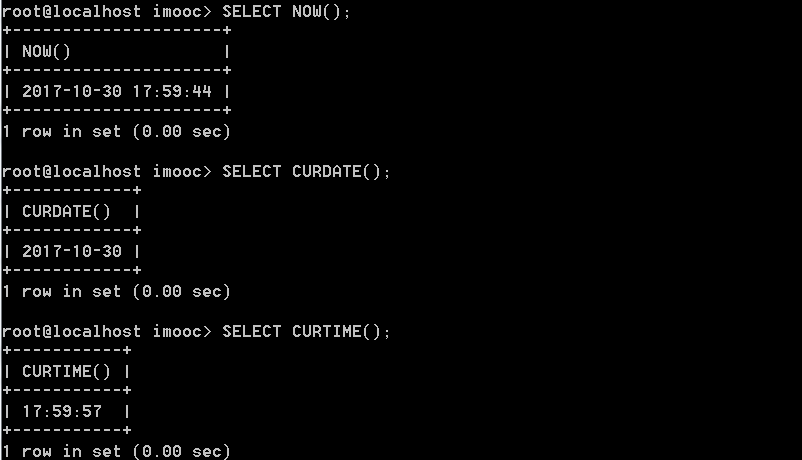 root@localhost imooc> SELECT NOW();
+---------------------+
| NOW()               |
+---------------------+
| 2017-10-30 17:59:44 |
+---------------------+
1 row in set (0.00 sec)

root@localhost imooc> SELECT CURDATE();
+------------+
| CURDATE()  |
+------------+
| 2017-10-30 |
+------------+
1 row in set (0.00 sec)

root@localhost imooc> SELECT CURTIME();
+-----------+
| CURTIME() |
+-----------+
| 17:59:57  |
+-----------+
1 row in set (0.00 sec)